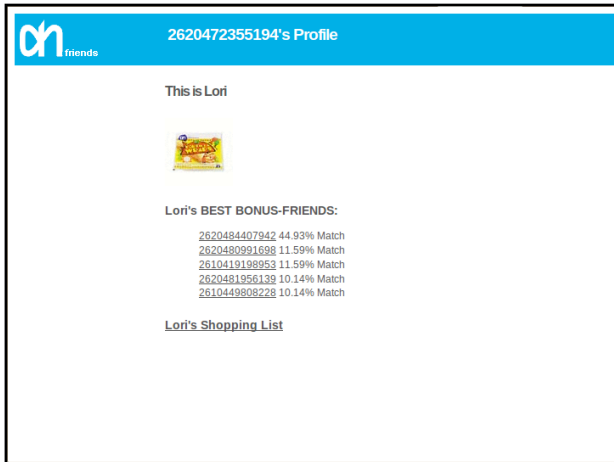 ah friends
2620472355194's Profile
This is Lori
Lori's BEST BONUS-FRIENDS:
2620484407942 44.93% Match
2620480991698 11.59% Match
2610419198953 11.59% Match
2620481956139 10.14% Match
2610449808228 10.14% Match
Lori's Shopping List